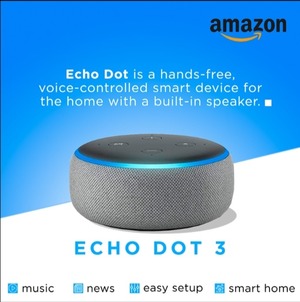 amazon
Echo Dot is a hands-free,
voice-controlled smart device for
the home with a built-in speaker.
ECHO DOT 3
music news easy setup smart home